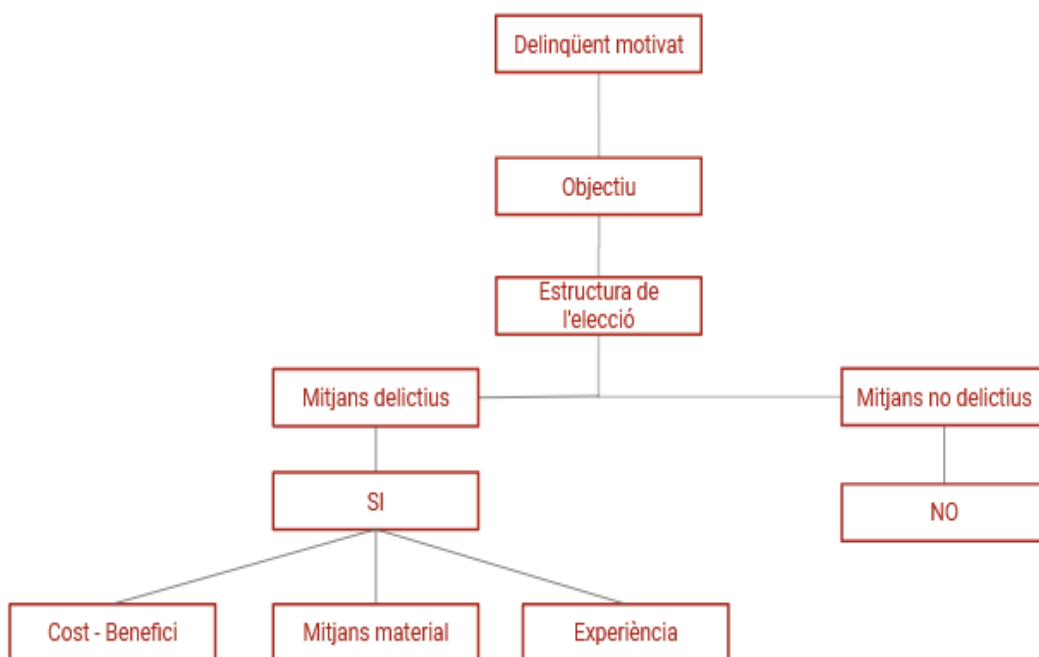 Delinqüent motivat
Objectiu
Estructura de
l'elecció
Mitjans delictius
Mitjans no delictius
SI
NO
Cost - Benefici
Mitjans material
Experiència